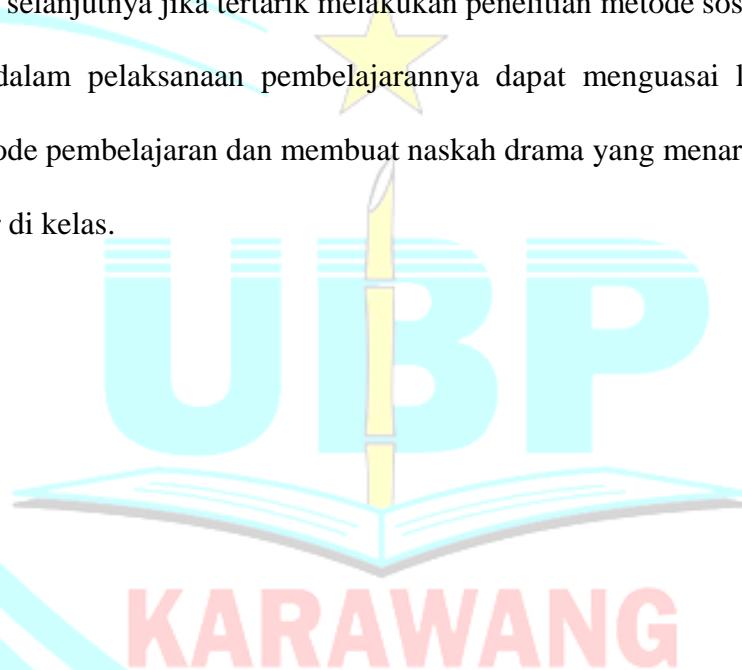 selanjutnya jika tertarik melakukan penelitian metode sos
dalam pelaksanaan pembelajarannya dapat menguasai l
ode pembelajaran dan membuat naskah drama yang menar
di kelas.
UBP
KARAWANG